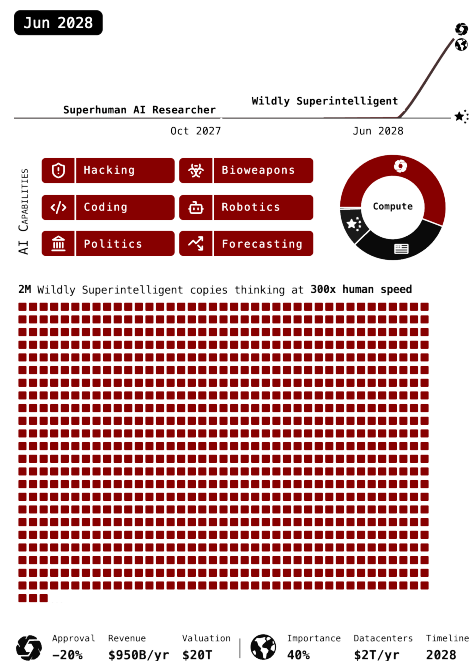 Jun 2028
Wildly Superintelligent
Superhuman AI Researcher
Oct 2027 Jun 2028
AI Capabilities
Hacking Bioweapons
Coding Robotics
Politics Forecasting
Compute
2M Wildly Superintelligent copies thinking at 300x human speed
Approval Revenue Valuation Importance Datacenters Timeline
−20% $950B/yr $20T 40% $2T/yr 2028